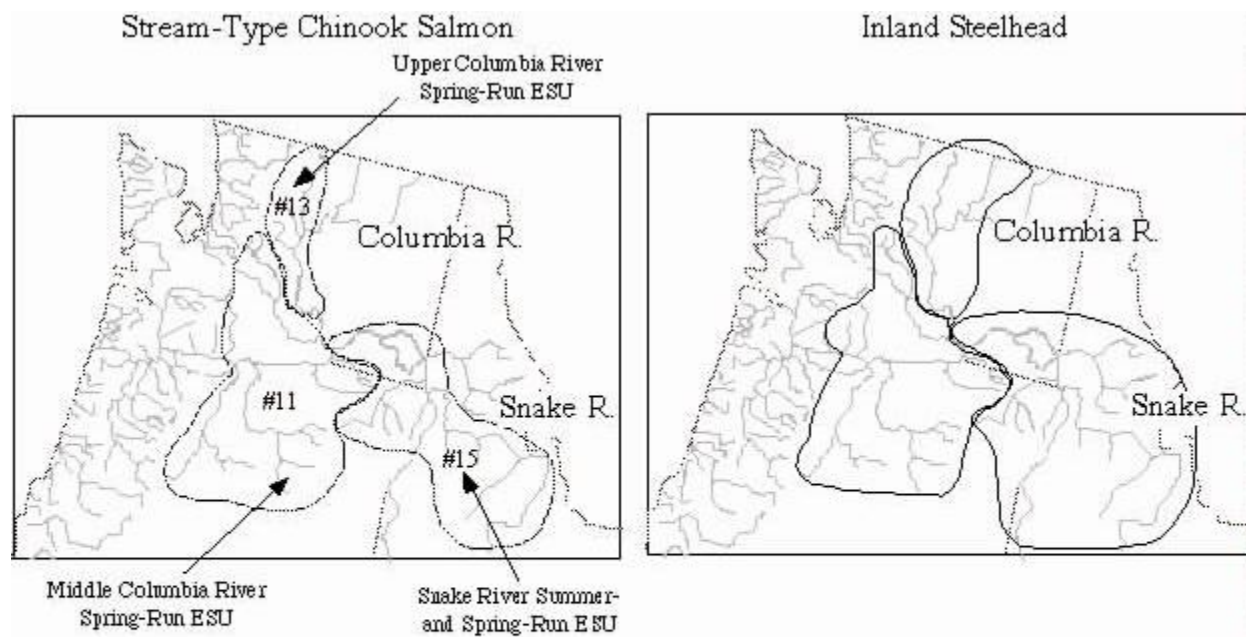 Stream-Type Chinook Salmon
Upper Columbia River
Spring-Run ESU
#13
Columbia R.
#11
Snake R.
#15
Middle Columbia River
Spring-Run ESU
Snake River Summer-
and Spring-Run ESU
Inland Steelhead
Columbia R.
Snake R.